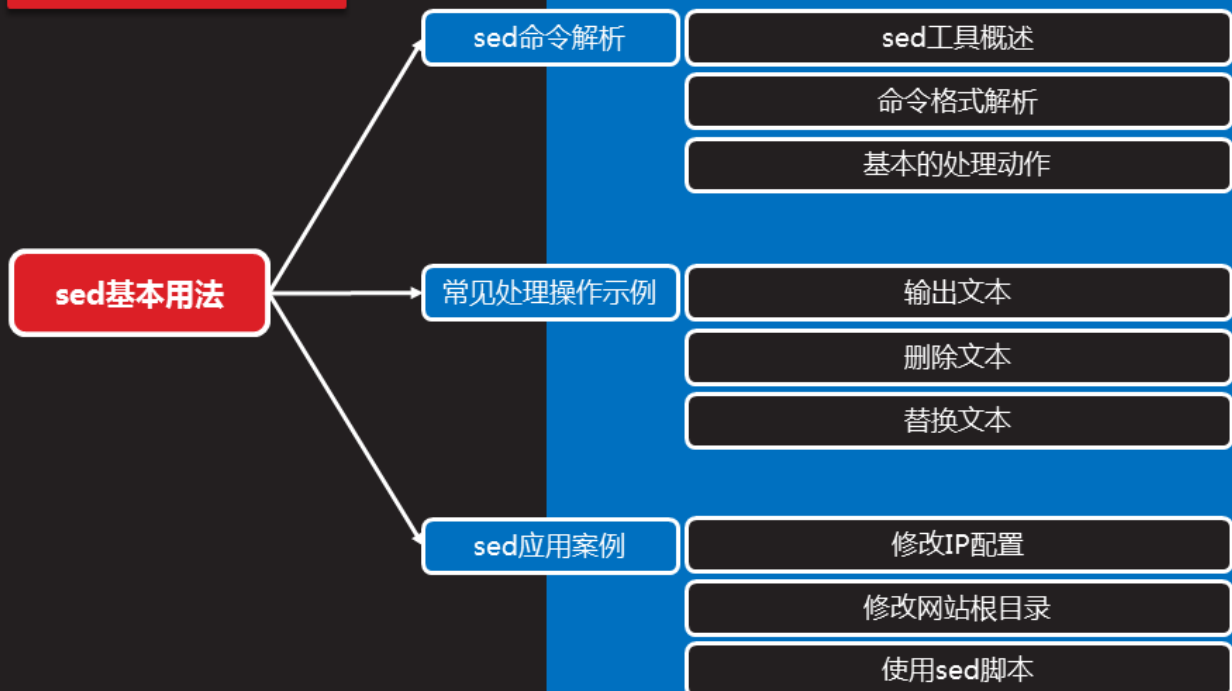 sed命令解析
sed工具概述
命令格式解析
基本的处理动作
sed基本用法
常见处理操作示例
输出文本
删除文本
替换文本
sed应用案例
修改IP配置
修改网站根目录
使用sed脚本